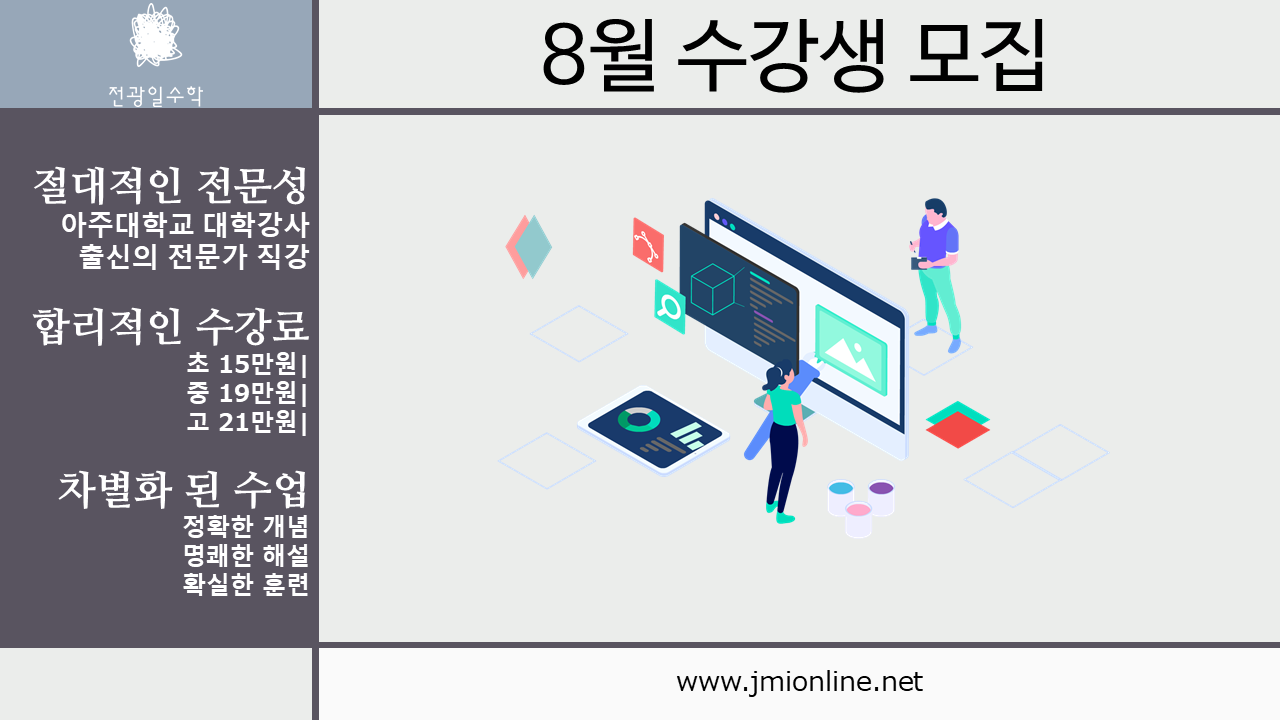 전광일수학
8월 수강생 모집
절대적인 전문성
아주대학교 대학강사
출신의 전문가 직강
합리적인 수강료
초 15만원|
중 19만원|
고 21만원|
차별화 된 수업
정확한 개념
명쾌한 해설
확실한 훈련
www.jmionline.net